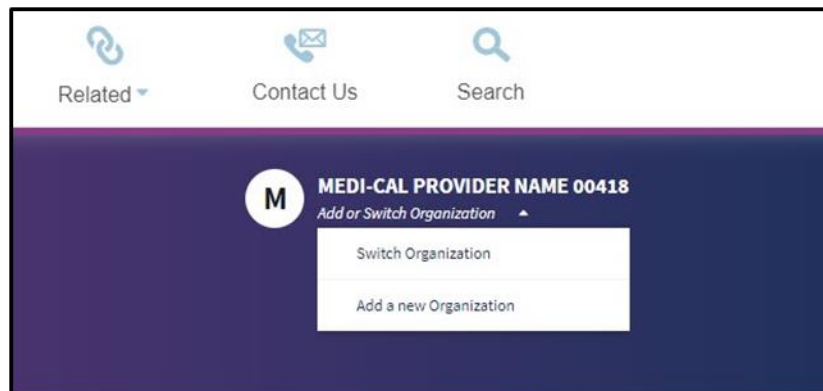 Related
Contact Us
Search
M
MEDI-CAL PROVIDER NAME 00418
Add or Switch Organization
Switch Organization
Add a new Organization